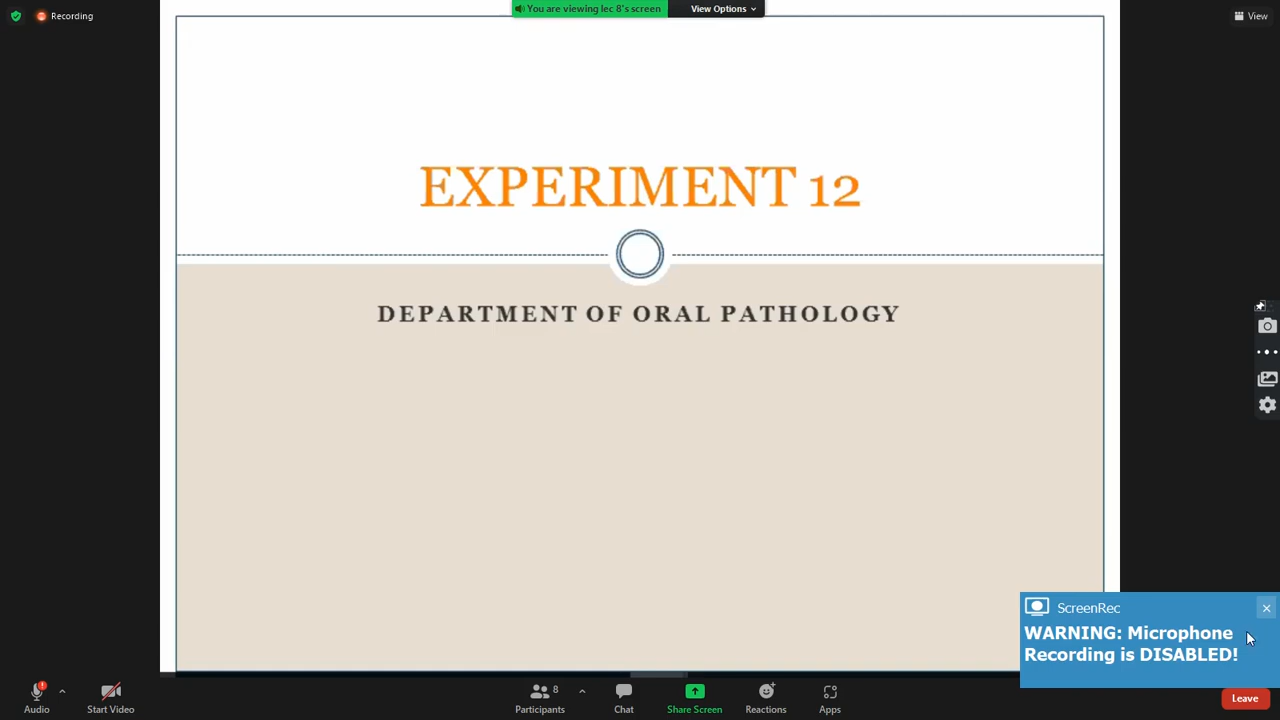 Recording
You are viewing lec 8's screen
View Options
View
EXPERIMENT 12
DEPARTMENT OF ORAL PATHOLOGY
ScreenRec
WARNING: Microphone
Recording is DISABLED!
Audio
Start Video
Participants
8
Chat
Share Screen
Reactions
Apps
Leave